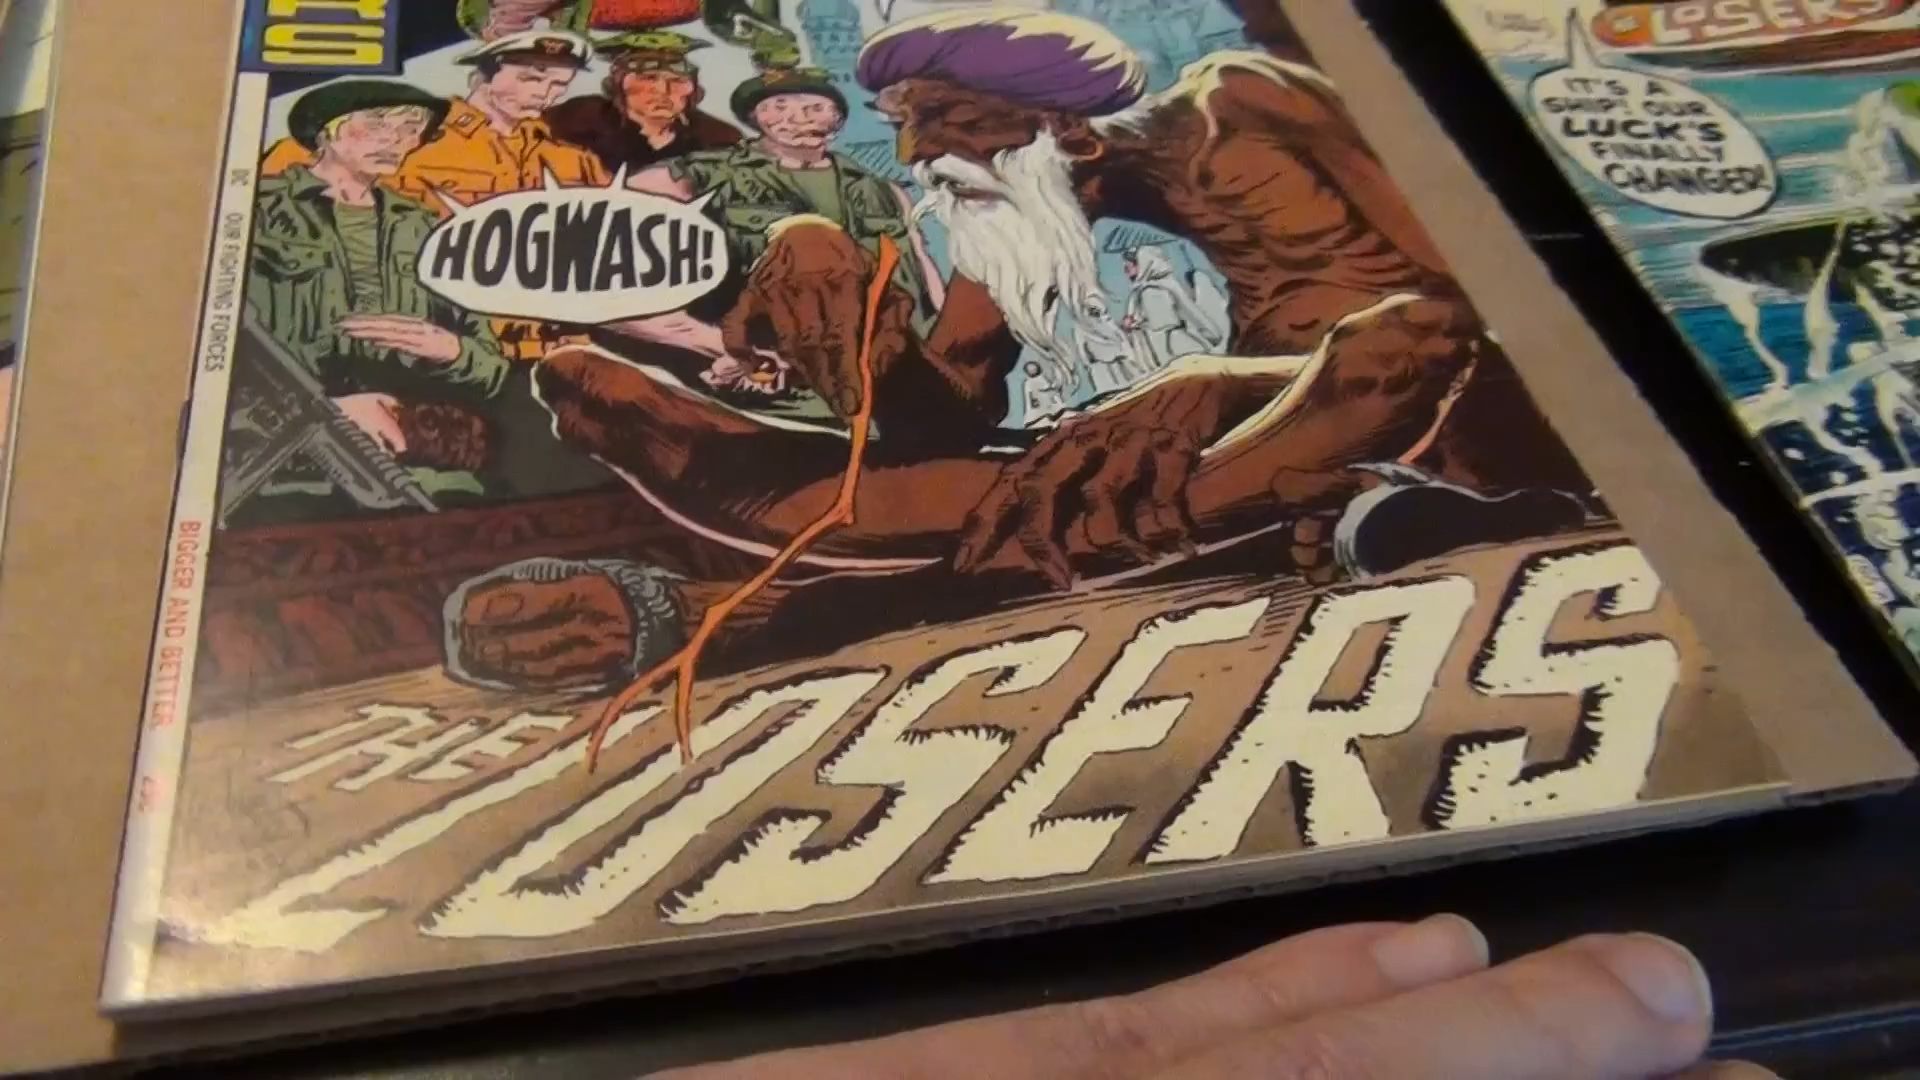 HOGWASH!
THE LOSERS
DC OUR FIGHTING FORCES BIGGER AND BETTER
LOSERS
IT'S A
SHIP! OUR
LUCK'S
FINALLY
CHANGED!